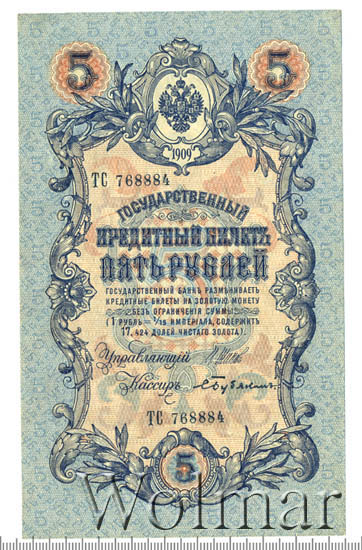 5 5
1909
ТС 768884
ГОСУДАРСТВЕННЫЙ
КРЕДИТНЫЙ БИЛЕТЪ
ПЯТЬ РУБЛЕЙ
ГОСУДАРСТВЕННЫЙ БАНКЪ РАЗМѢНИВАЕТЪ
КРЕДИТНЫЕ БИЛЕТЫ НА ЗОЛОТУЮ МОНЕТУ
БЕЗЪ ОГРАНИЧЕНІЯ СУММЫ
(1 РУБЛЬ = 1/15 ИМПЕРІАЛА, СОДЕРЖИТЪ
17,424 ДОЛЕЙ ЧИСТАГО ЗОЛОТА).
Управляющій
Кассиръ
ТС 768884
5
Wolmar